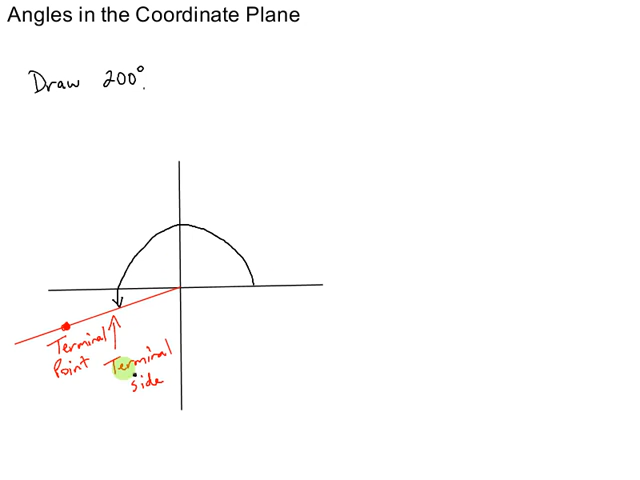 Angles in the Coordinate Plane
Draw 200°.
Terminal
Point
Terminal
side